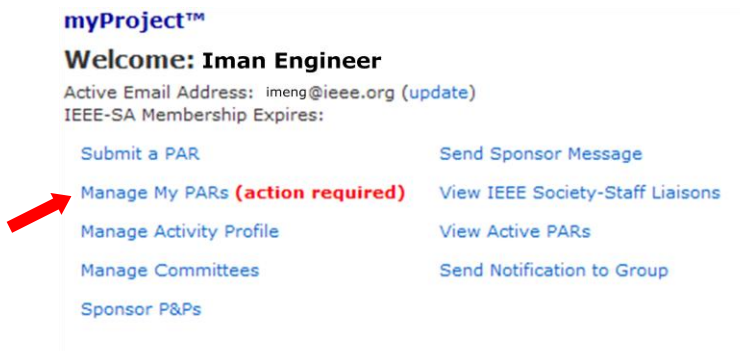 myProject™
Welcome: Iman Engineer
Active Email Address: imeng@ieee.org (update)
IEEE-SA Membership Expires:
Submit a PAR
Send Sponsor Message
Manage My PARs (action required)
View IEEE Society-Staff Liaisons
Manage Activity Profile
View Active PARs
Manage Committees
Send Notification to Group
Sponsor P&Ps